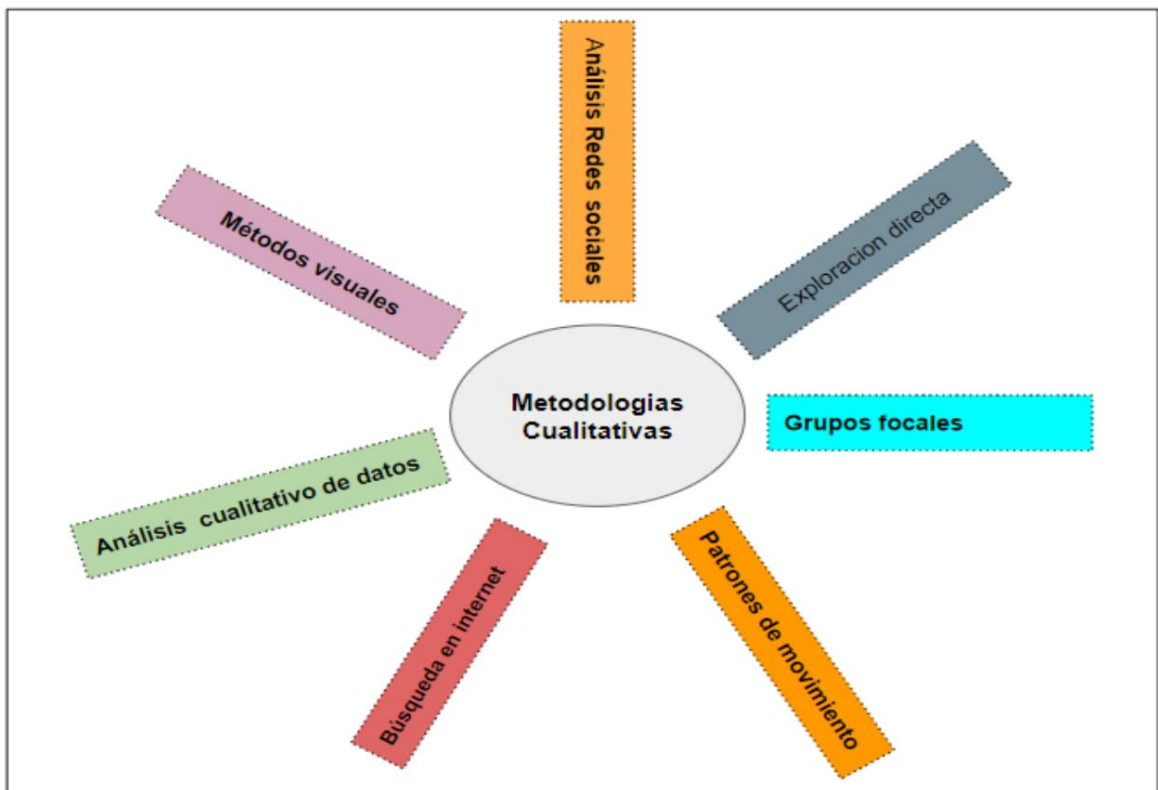 Análisis Redes sociales
Métodos visuales
Exploracion directa
Metodologias
Cualitativas
Grupos focales
Análisis cualitativo de datos
Búsqueda en internet
Patrones de movimiento